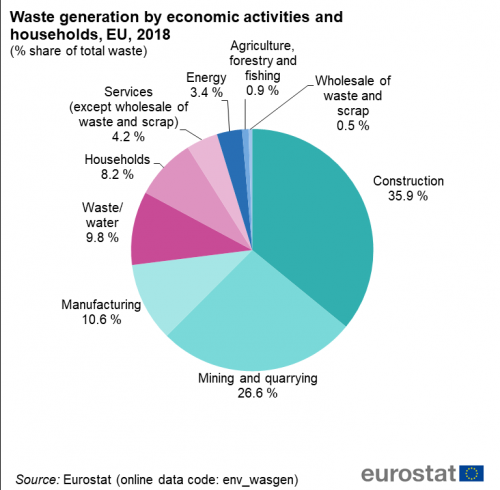 Waste generation by economic activities and
households, EU, 2018
(% share of total waste)
Agriculture,
forestry and
fishing
0.9 %
Wholesale of
waste and
scrap
0.5 %
Construction
35.9 %
Mining and quarrying
26.6 %
Manufacturing
10.6 %
Waste/
water
9.8 %
Households
8.2 %
Services
(except wholesale of
waste and scrap)
4.2 %
Energy
3.4 %
Source: Eurostat (online data code: env_wasgen)
eurostat